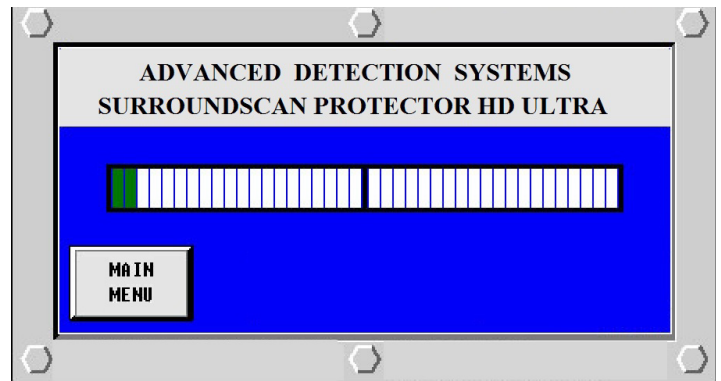 ADVANCED DETECTION SYSTEMS
SURROUNDSCAN PROTECTOR HD ULTRA
MAIN
MENU